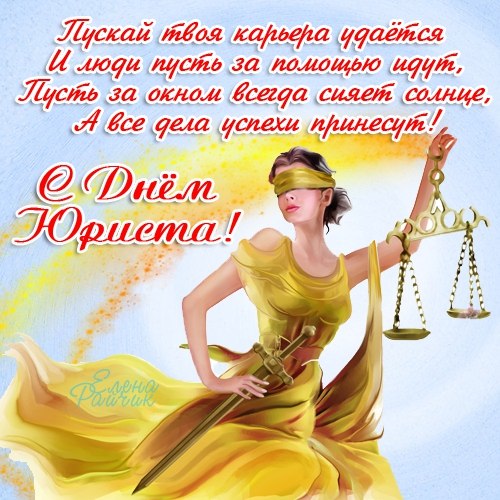 Пускай твоя карьера удаётся
И люди пусть за помощью идут,
Пусть за окном всегда сияет солнце,
А все дела успехи принесут!
С Днём
Юриста!
Елена
Райчик